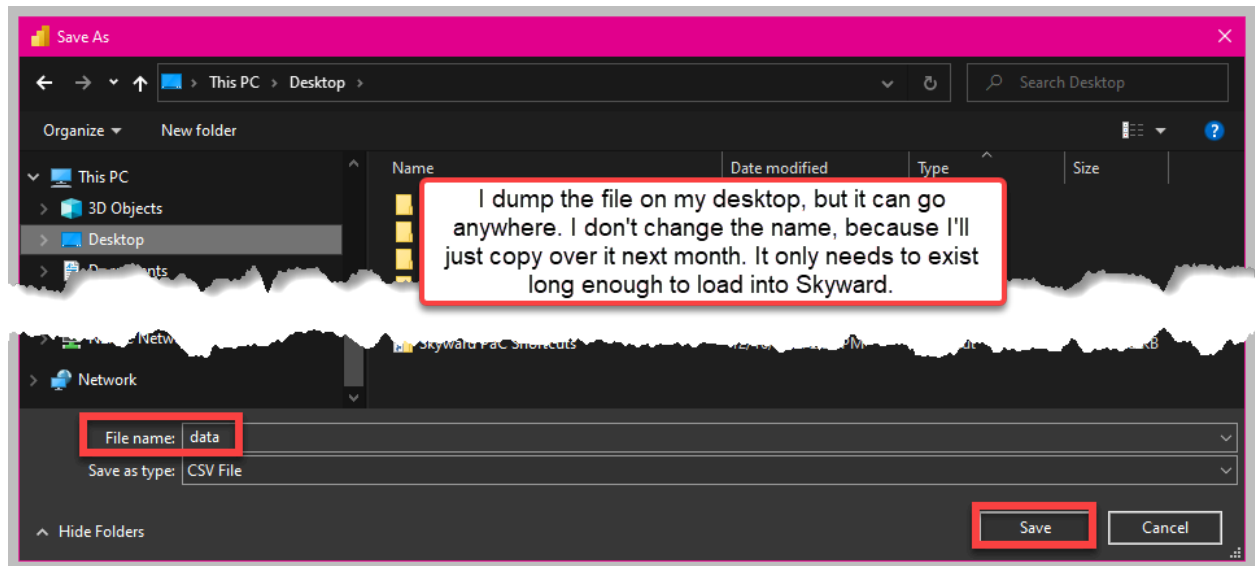 Save As
This PC > Desktop >
Search Desktop
Organize
New folder
This PC
3D Objects
Desktop
Name
Date modified
Type
Size
I dump the file on my desktop, but it can go
anywhere. I don't change the name, because I'll
just copy over it next month. It only needs to exist
long enough to load into Skyward.
Skyward PaC Shortcuts
Network
File name: data
Save as type: CSV File
Hide Folders
Save
Cancel